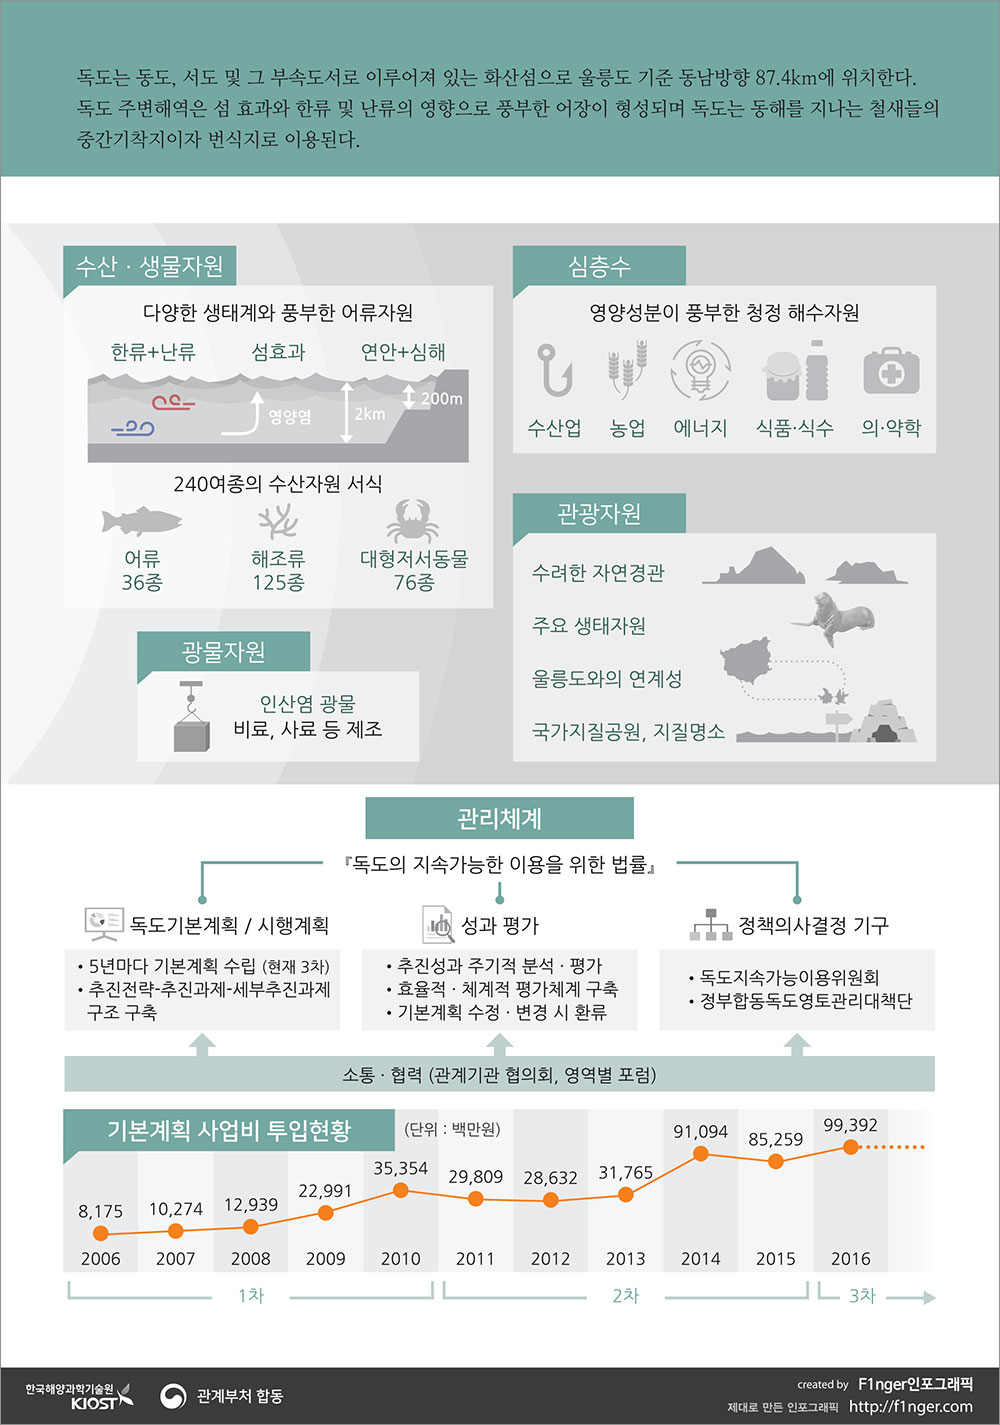 독도는 동도, 서도 및 그 부속도서로 이루어져 있는 화산섬으로 울릉도 기준 동남방향 87.4km에 위치한다.
독도 주변해역은 섬 효과와 한류 및 난류의 영향으로 풍부한 어장이 형성되며 독도는 동해를 지나는 철새들의
중간기착지이자 번식지로 이용된다.
수산 · 생물자원
다양한 생태계와 풍부한 어류자원
한류+난류 섬효과 연안+심해
영양염
2km
200m
240여종의 수산자원 서식
어류 해조류 대형저서동물
36종 125종 76종
광물자원
인산염 광물
비료, 사료 등 제조
심층수
영양성분이 풍부한 청정 해수자원
수산업 농업 에너지 식품·식수 의·약학
관광자원
수려한 자연경관
주요 생태자원
울릉도와의 연계성
국가지질공원, 지질명소
관리체계
『독도의 지속가능한 이용을 위한 법률』
독도기본계획 / 시행계획
• 5년마다 기본계획 수립 (현재 3차)
• 추진전략-추진과제-세부추진과제
구조 구축
성과 평가
• 추진성과 주기적 분석 · 평가
• 효율적 · 체계적 평가체계 구축
• 기본계획 수정 · 변경 시 환류
정책의사결정 기구
• 독도지속가능이용위원회
• 정부합동독도영토관리대책단
소통 · 협력 (관계기관 협의회, 영역별 포럼)
기본계획 사업비 투입현황
(단위 : 백만원)
8,175 10,274 12,939 22,991 35,354 29,809 28,632 31,765 91,094 85,259 99,392
2006 2007 2008 2009 2010 2011 2012 2013 2014 2015 2016
1차 2차 3차
한국해양과학기술원
KIOST
관계부처 합동
created by F1nger인포그래픽
제대로 만든 인포그래픽 http://f1nger.com